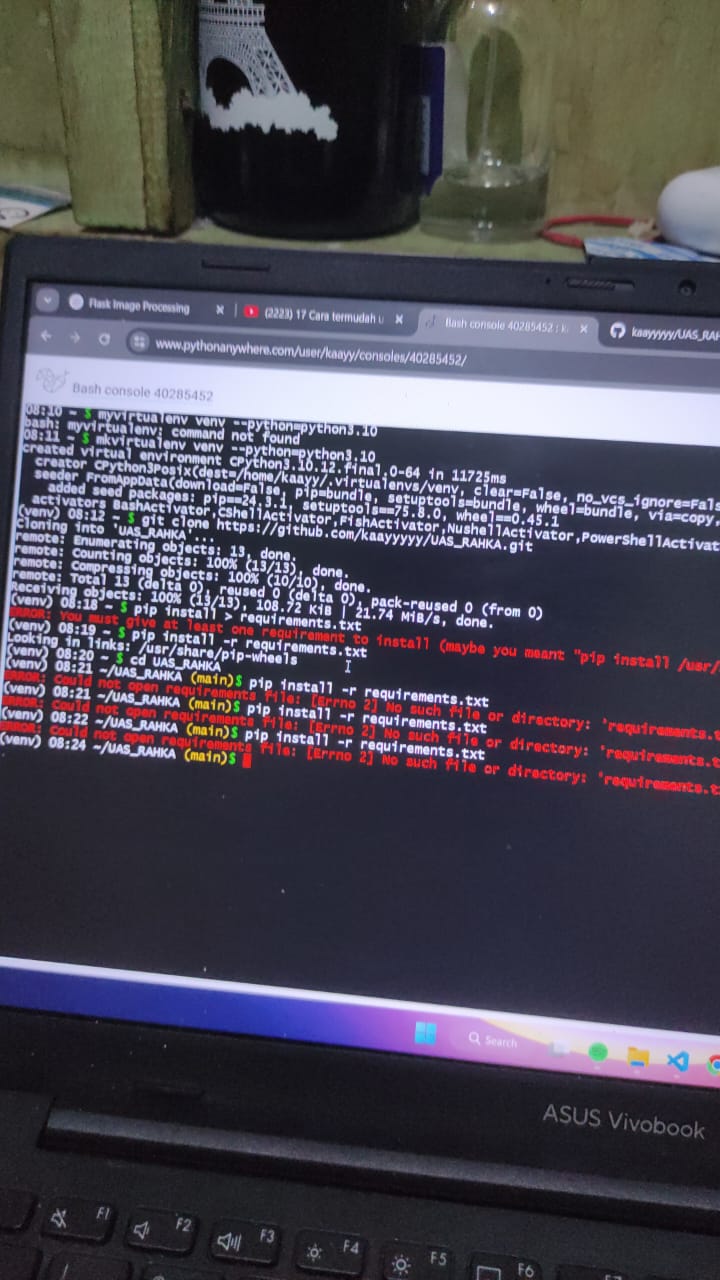 Flask Image Processing
(2223) 17 Cara termudah u
Bash console 40285452 : k
kaayyyyy/UAS_RAH
www.pythonanywhere.com/user/kaayy/consoles/40285452/
Bash console 40285452
08:10 ~ $ myvirtualenv venv --python=python3.10
bash: myvirtualenv: command not found
08:11 ~ $ mkvirtualenv venv --python=python3.10
created virtual environment CPython3.10.12.final.0-64 in 11725ms
creator CPython3Posix(dest=/home/kaayy/.virtualenvs/venv, clear=False, no_vcs_ignore=Fals
seeder FromAppData(download=False, pip=bundle, setuptools=bundle, wheel=bundle, via=copy,
added seed packages: pip==24.3.1, setuptools==75.8.0, wheel==0.45.1
activators BashActivator,CShellActivator,FishActivator,NushellActivator,PowerShellActivat
(venv) 08:12 ~ $ git clone https://github.com/kaayyyyy/UAS_RAHKA.git
Cloning into 'UAS_RAHKA'...
remote: Enumerating objects: 13, done.
remote: Counting objects: 100% (13/13), done.
remote: Compressing objects: 100% (10/10), done.
remote: Total 13 (delta 0), reused 0 (delta 0), pack-reused 0 (from 0)
Receiving objects: 100% (13/13), 108.72 KiB | 21.74 MiB/s, done.
(venv) 08:18 ~ $ pip install > requirements.txt
ERROR: You must give at least one requirement to install (maybe you meant "pip install /usr/
(venv) 08:19 ~ $ pip install -r requirements.txt
Looking in links: /usr/share/pip-wheels
(venv) 08:20 ~ $ cd UAS_RAHKA
(venv) 08:21 ~/UAS_RAHKA (main)$ pip install -r requirements.txt
ERROR: Could not open requirements file: [Errno 2] No such file or directory: 'requirements.t
(venv) 08:21 ~/UAS_RAHKA (main)$ pip install -r requirements.txt
ERROR: Could not open requirements file: [Errno 2] No such file or directory: 'requirements.t
(venv) 08:22 ~/UAS_RAHKA (main)$ pip install -r requirements.txt
ERROR: Could not open requirements file: [Errno 2] No such file or directory: 'requirements.tx
(venv) 08:24 ~/UAS_RAHKA (main)$
Search
ASUS Vivobook
F1
F2
F3
F4
F5
F6